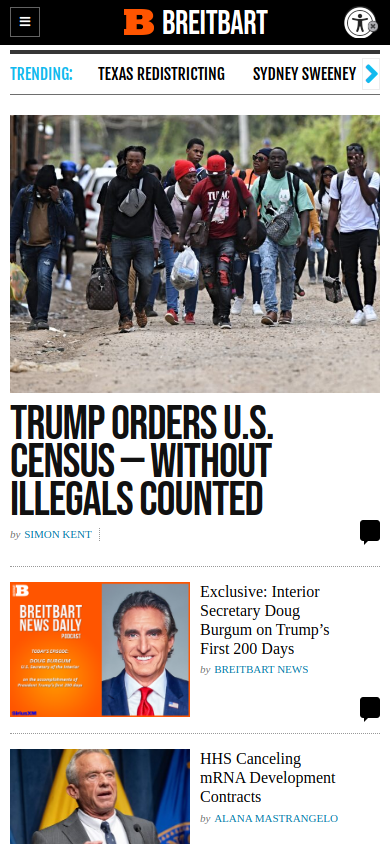 BREITBART
TRENDING:
TEXAS REDISTRICTING
SYDNEY SWEENEY
TRUMP ORDERS U.S.
CENSUS – WITHOUT
ILLEGALS COUNTED
by SIMON KENT
BREITBART
NEWS DAILY
PODCAST
TODAY'S EPISODE:
DOUG BURGUM
U.S. Secretary of the Interior
on the accomplishments of
President Trump's first 200 days
SiriusXM
Exclusive: Interior
Secretary Doug
Burgum on Trump's
First 200 Days
by BREITBART NEWS
HHS Canceling
mRNA Development
Contracts
by ALANA MASTRANGELO